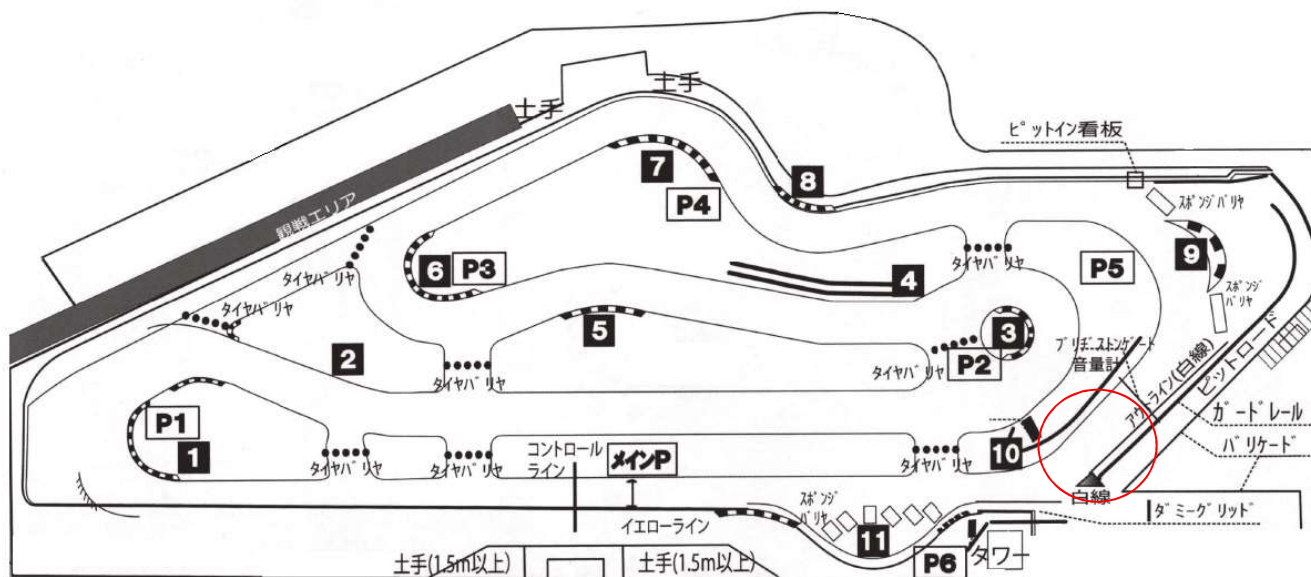 土手
土手
ピットイン看板
7
8
P4
スポンジバリヤ
観戦エリア
タイヤバリヤ
6
P3
4
タイヤバリヤ
P5
9
タイヤバリヤ
5
3
スポンジ
バリヤ
2
タイヤバリヤ
タイヤバリヤ
P2
ブリヂストンゲート
音量計
アウトライン(白線)
ピットロード
ガードレール
P1
1
タイヤバリヤ
タイヤバリヤ
コントロール
ライン
メインP
タイヤバリヤ
10
バリケード
白線
イエローライン
スポンジ
バリヤ
11
ダミーグリッド
土手(1.5m以上)
土手(1.5m以上)
P6
タワー